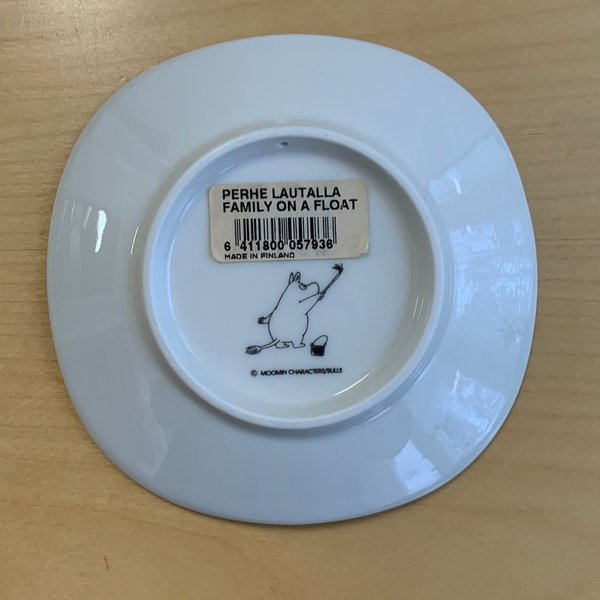 PERHE LAUTALLA
FAMILY ON A FLOAT
6 411800 057936
MADE IN FINLAND
© MOOMIN CHARACTERS/BULLS